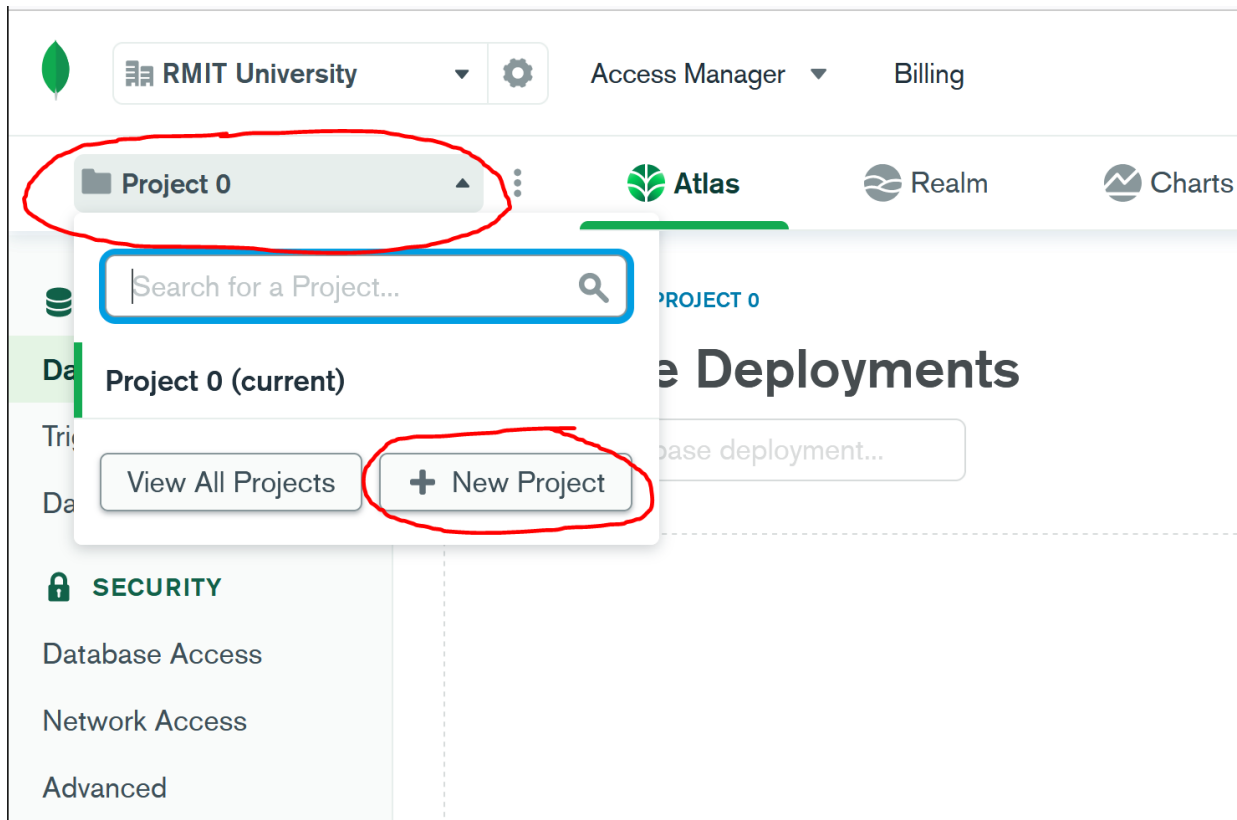 RMIT University
Access Manager
Billing
Project 0
Atlas
Realm
Charts
Search for a Project...
PROJECT 0
Project 0 (current)
e Deployments
View All Projects
New Project
base deployment...
SECURITY
Database Access
Network Access
Advanced